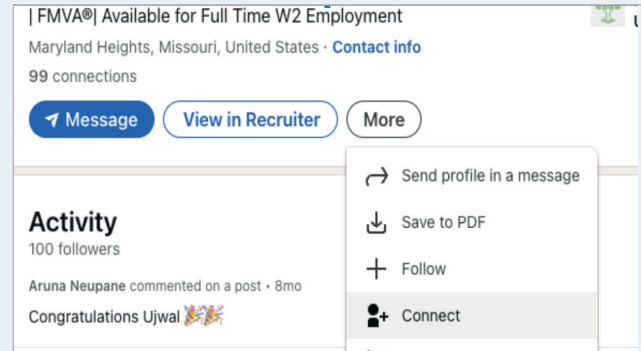 | FMVA®| Available for Full Time W2 Employment
Maryland Heights, Missouri, United States · Contact info
99 connections
Message
View in Recruiter
More
Send profile in a message
Save to PDF
Follow
Connect
Activity
100 followers
Aruna Neupane commented on a post • 8mo
Congratulations Ujwal 🎉🎉